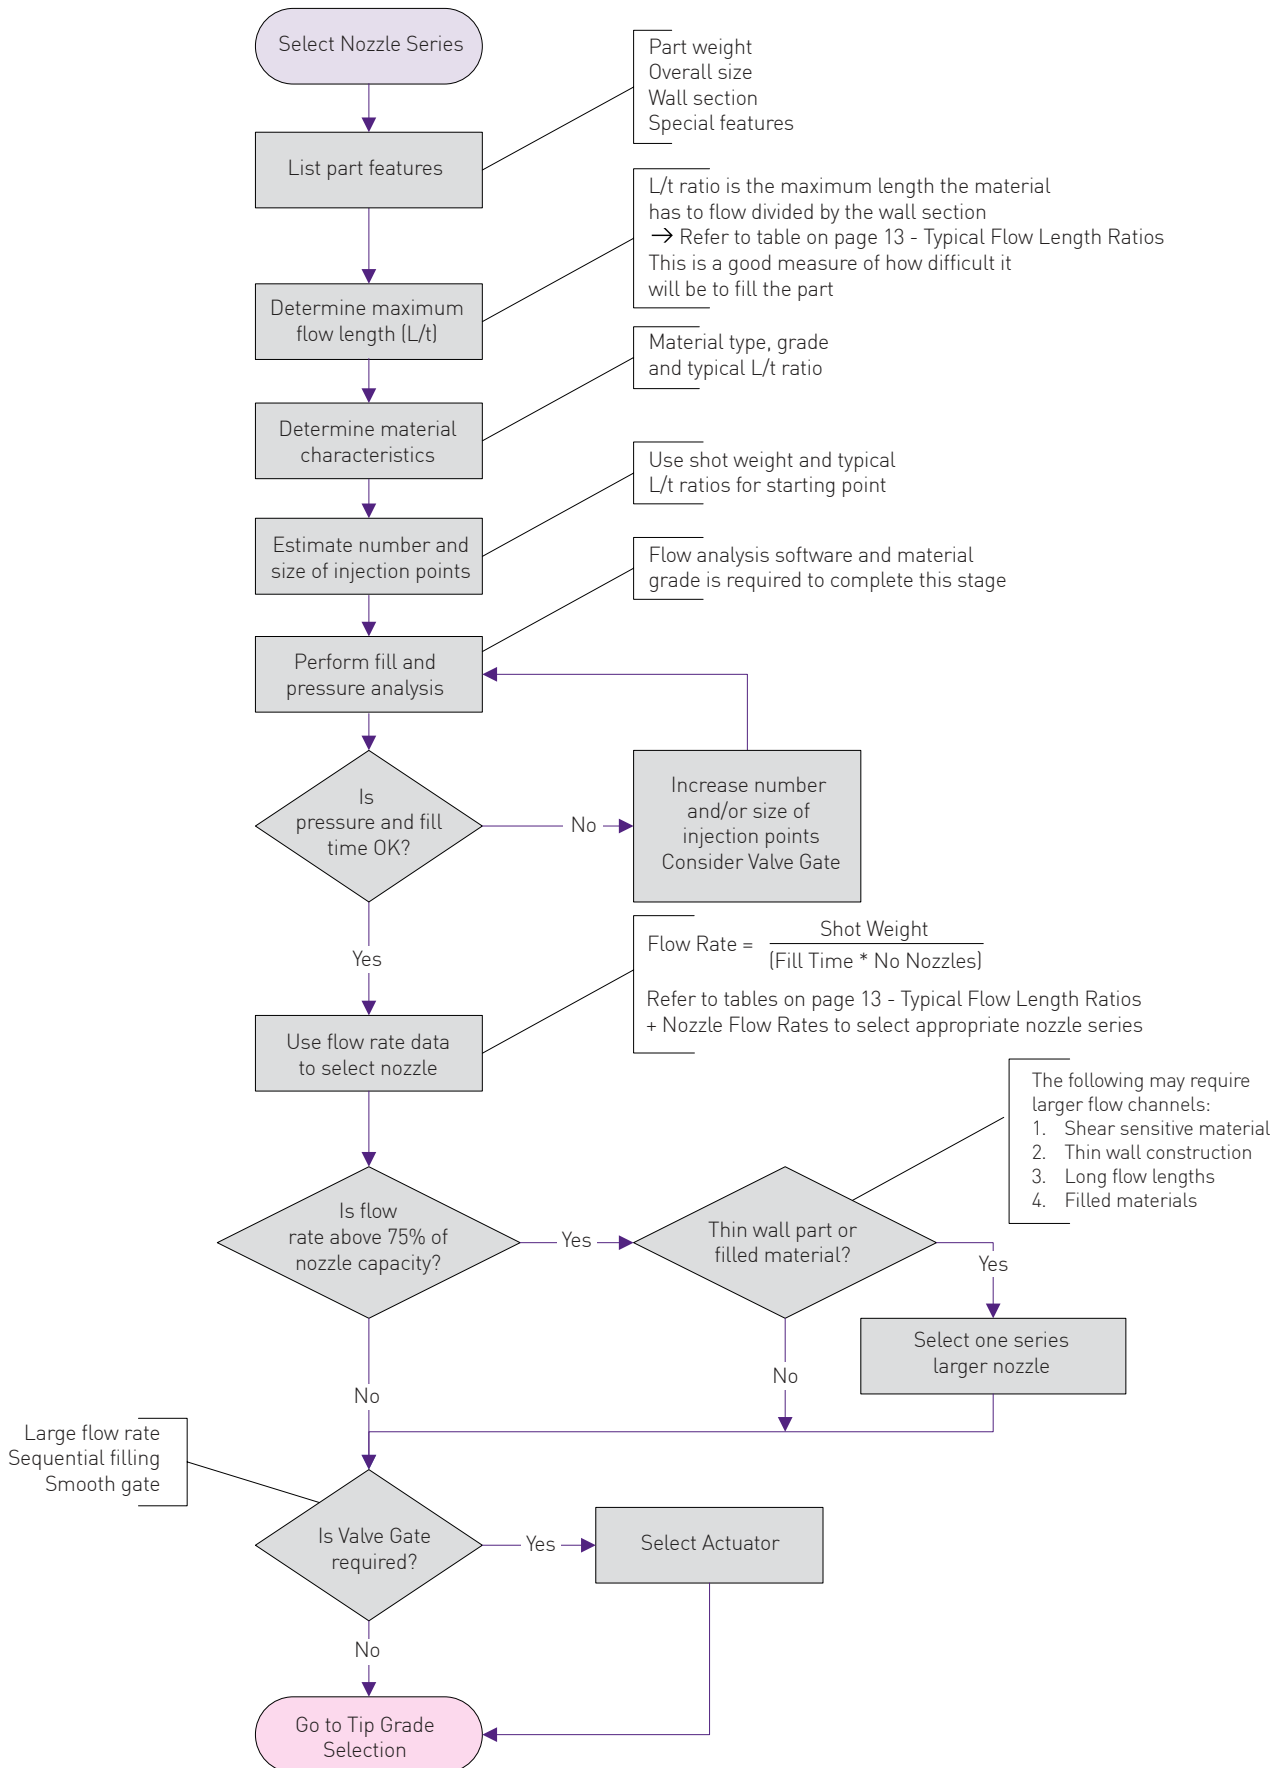 Select Nozzle Series
Part weight
Overall size
Wall section
Special features
List part features
L/t ratio is the maximum length the material
has to flow divided by the wall section
→ Refer to table on page 13 - Typical Flow Length Ratios
This is a good measure of how difficult it
will be to fill the part
Determine maximum
flow length (L/t)
Material type, grade
and typical L/t ratio
Determine material
characteristics
Use shot weight and typical
L/t ratios for starting point
Estimate number and
size of injection points
Flow analysis software and material
grade is required to complete this stage
Perform fill and
pressure analysis
Is
pressure and fill
time OK?
No
Increase number
and/or size of
injection points
Consider Valve Gate
Yes
Flow Rate = Shot Weight
(Fill Time * No Nozzles)
Refer to tables on page 13 - Typical Flow Length Ratios
+ Nozzle Flow Rates to select appropriate nozzle series
Use flow rate data
to select nozzle
The following may require
larger flow channels:
1. Shear sensitive material
2. Thin wall construction
3. Long flow lengths
4. Filled materials
Is flow
rate above 75% of
nozzle capacity?
Yes
Thin wall part or
filled material?
Yes
Select one series
larger nozzle
No
No
Large flow rate
Sequential filling
Smooth gate
Is Valve Gate
required?
Yes
Select Actuator
No
Go to Tip Grade
Selection